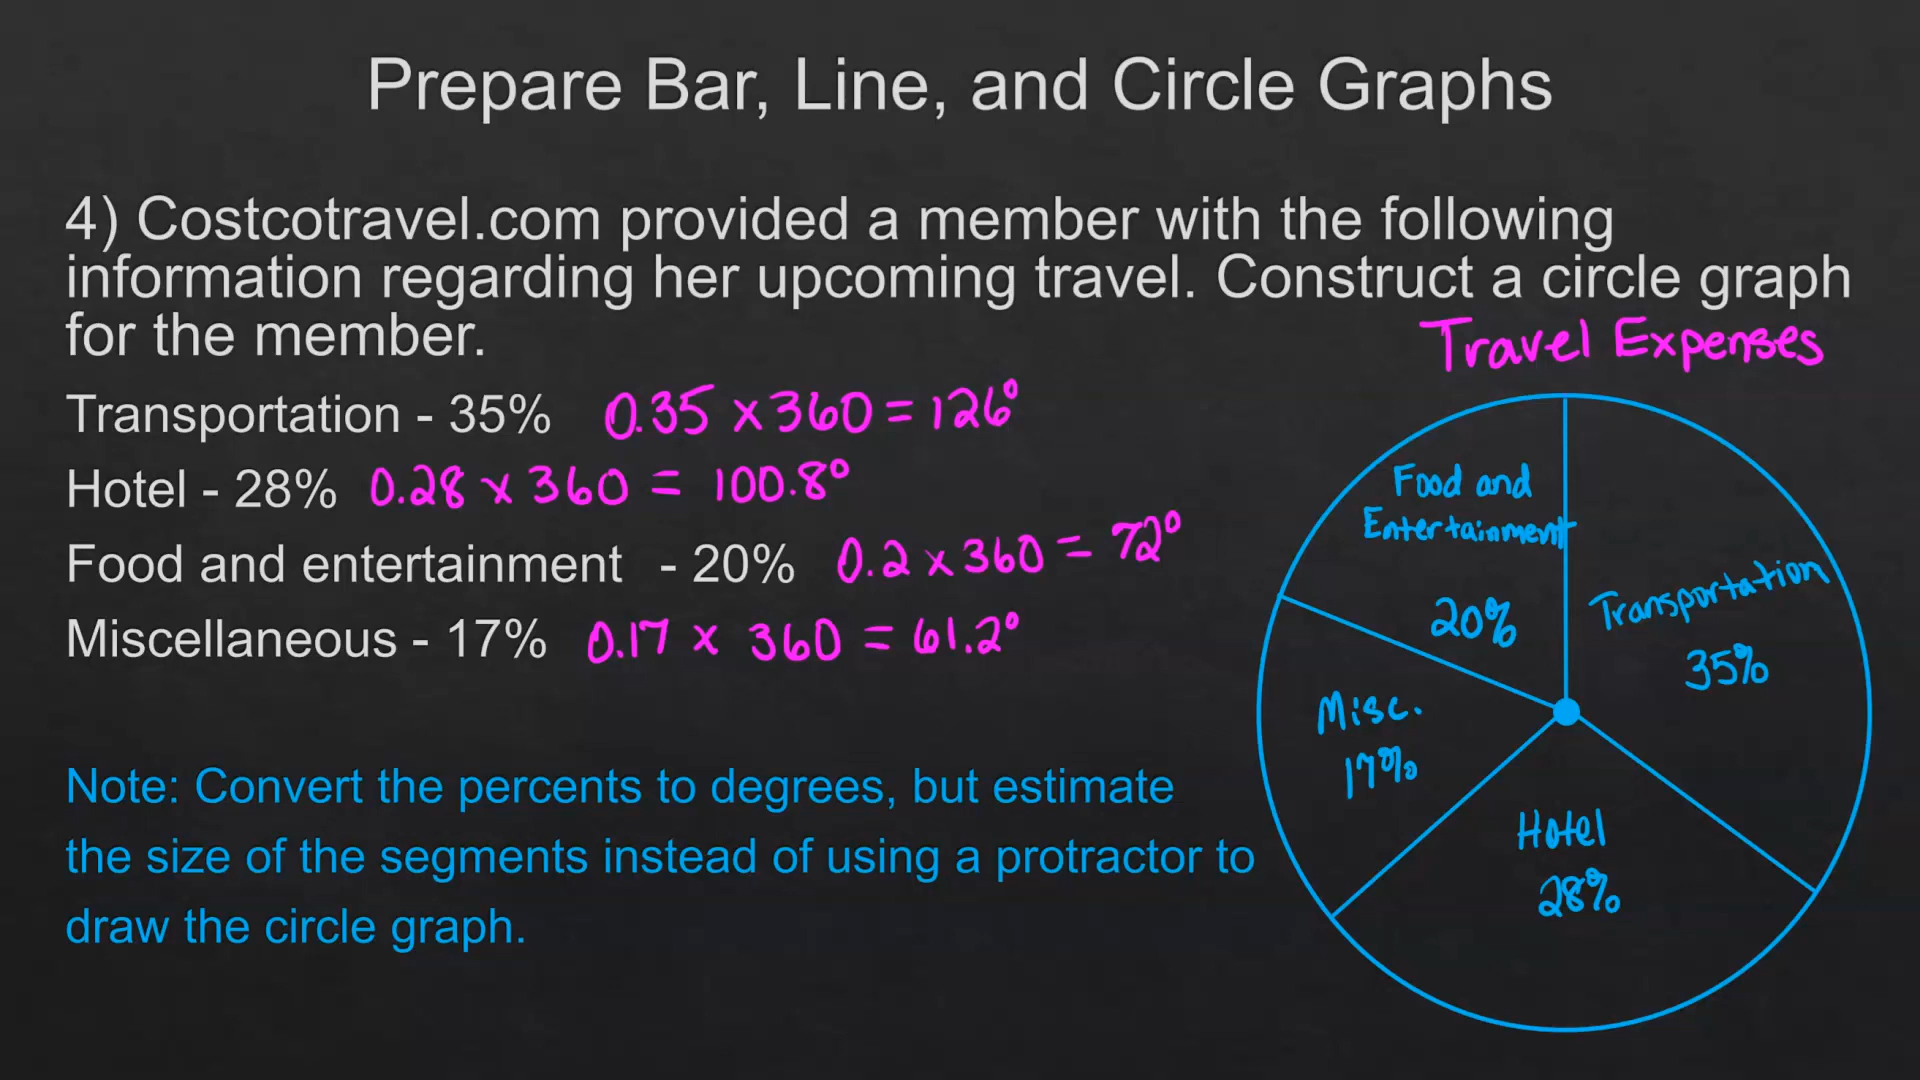 Prepare Bar, Line, and Circle Graphs
4) Costcotravel.com provided a member with the following
information regarding her upcoming travel. Construct a circle graph
for the member.
Transportation - 35% 0.35 x 360 = 126°
Hotel - 28% 0.28 x 360 = 100.8°
Food and entertainment - 20% 0.2 x 360 = 72°
Miscellaneous - 17% 0.17 x 360 = 61.2°
Note: Convert the percents to degrees, but estimate
the size of the segments instead of using a protractor to
draw the circle graph.
Travel Expenses
Food and
Entertainment
20%
Transportation
35%
Misc.
17%
Hotel
28%